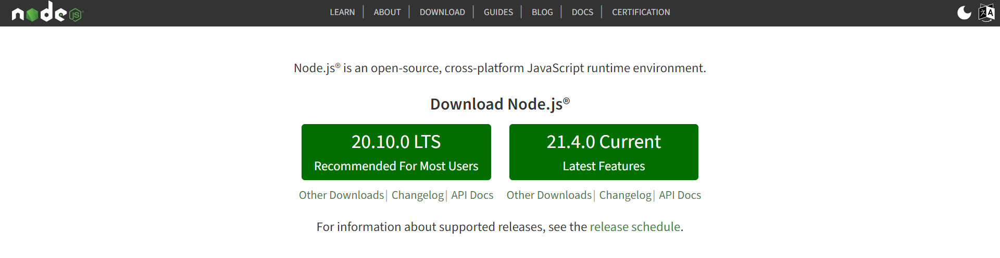 node JS
LEARN | ABOUT | DOWNLOAD | GUIDES | BLOG | DOCS | CERTIFICATION
A
Node.js® is an open-source, cross-platform JavaScript runtime environment.
Download Node.js®
20.10.0 LTS
Recommended For Most Users
Other Downloads | Changelog | API Docs
21.4.0 Current
Latest Features
Other Downloads | Changelog | API Docs
For information about supported releases, see the release schedule.